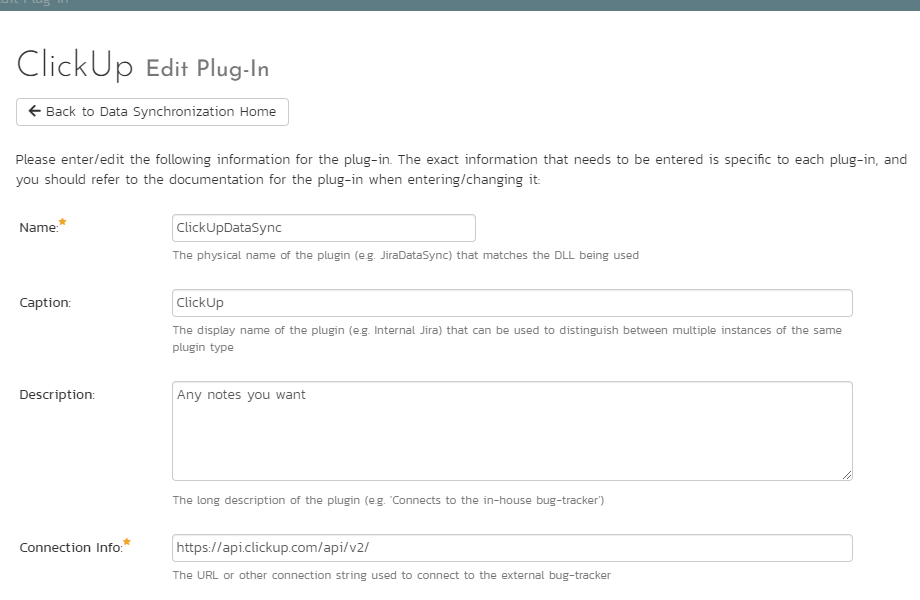 ClickUp Edit Plug-In
← Back to Data Synchronization Home
Please enter/edit the following information for the plug-in. The exact information that needs to be entered is specific to each plug-in, and
you should refer to the documentation for the plug-in when entering/changing it:
Name:
ClickUpDataSync
The physical name of the plugin (e.g. JiraDataSync) that matches the DLL being used
Caption:
ClickUp
The display name of the plugin (e.g. Internal Jira) that can be used to distinguish between multiple instances of the same
plugin type
Description:
Any notes you want
The long description of the plugin (e.g. 'Connects to the in-house bug-tracker')
Connection Info:
https://api.clickup.com/api/v2/
The URL or other connection string used to connect to the external bug-tracker